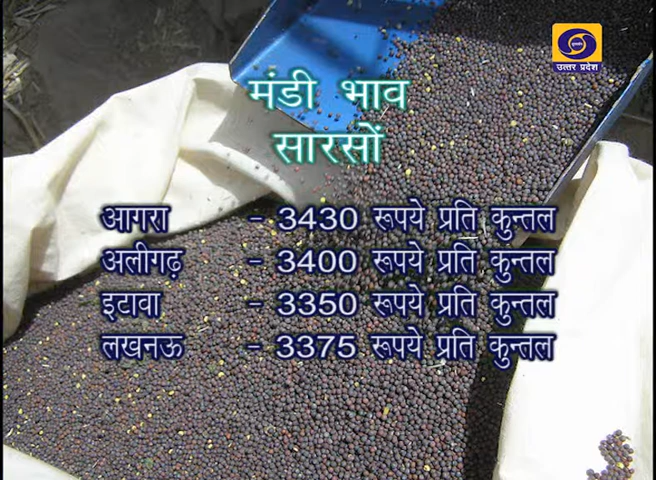 उत्तर प्रदेश
मंडी भाव
सारसों
आगरा - 3430 रूपये प्रति कुन्तल
अलीगढ़ - 3400 रूपये प्रति कुन्तल
इटावा - 3350 रूपये प्रति कुन्तल
लखनऊ - 3375 रूपये प्रति कुन्तल